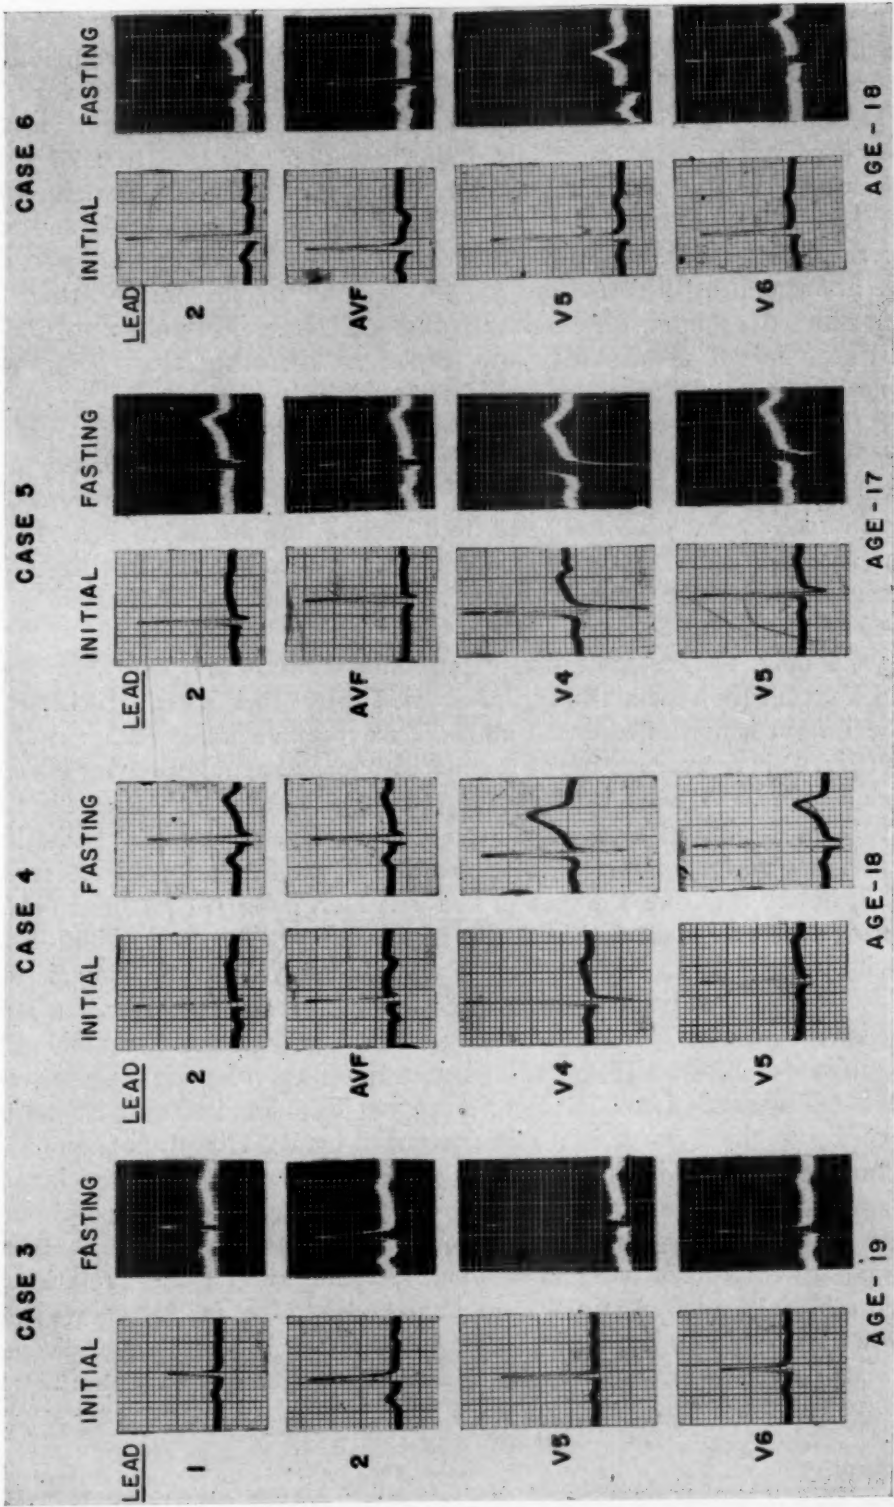 CASE 3
LEAD INITIAL FASTING
1
2
V5
V6
AGE-19
CASE 4
LEAD INITIAL FASTING
2
AVF
V4
V5
AGE-18
CASE 5
LEAD INITIAL FASTING
2
AVF
V4
V5
AGE-17
CASE 6
LEAD INITIAL FASTING
2
AVF
V5
V6
AGE-18